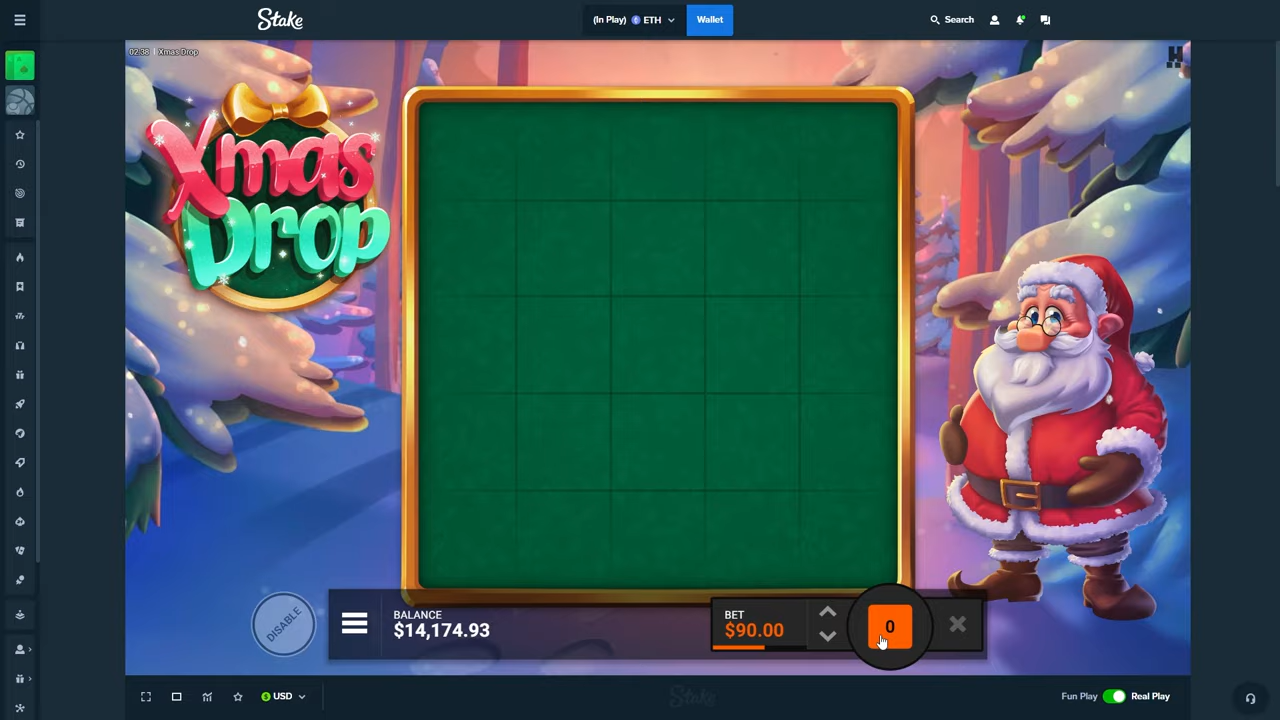 Stake
(In Play) ETH
Wallet
Search
02:38 | Xmas Drop
Xmas
Drop
DISABLE
BALANCE
$14,174.93
BET
$90.00
0
USD
Stake
Fun Play
Real Play